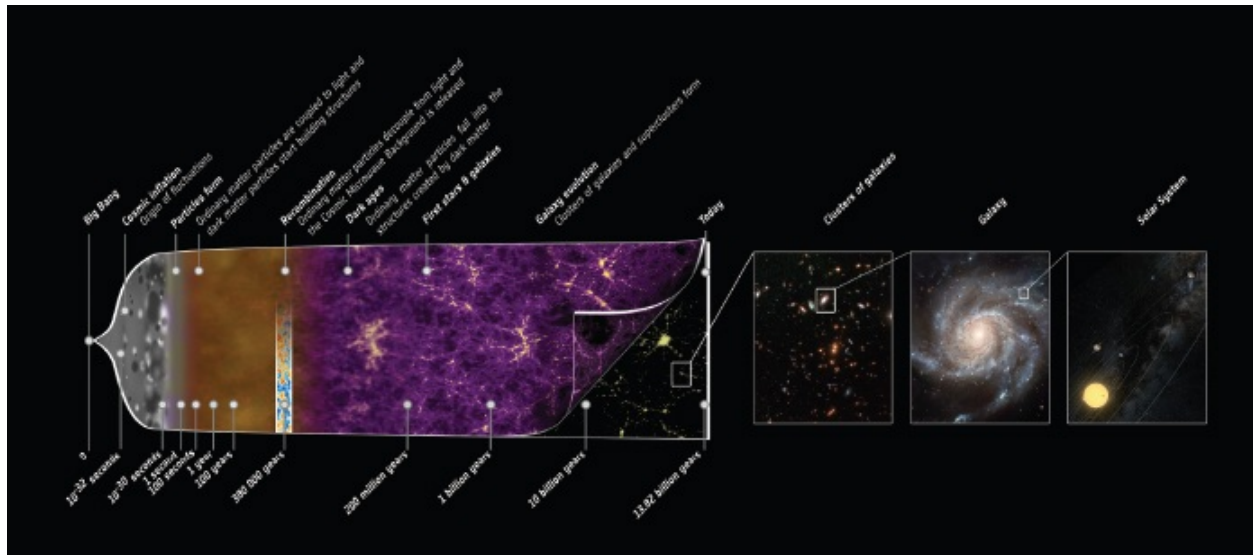 Big Bang
Cosmic inflation
Origin of fluctuations
Particles form
Ordinary matter particles are coupled to light and
dark matter particles start building structures
Recombination
Ordinary matter particles decouple from light and
the Cosmic Microwave Background is released
Dark ages
Ordinary matter particles fall into the
structures created by dark matter
First stars & galaxies
Galaxy evolution
Clusters of galaxies and superclusters form
Today
Clusters of galaxies
Galaxy
Solar System
0
10-32 seconds
10-30 seconds
1 second
100 seconds
1 year
100 years
380 000 years
200 million years
1 billion years
10 billion years
13.82 billion years